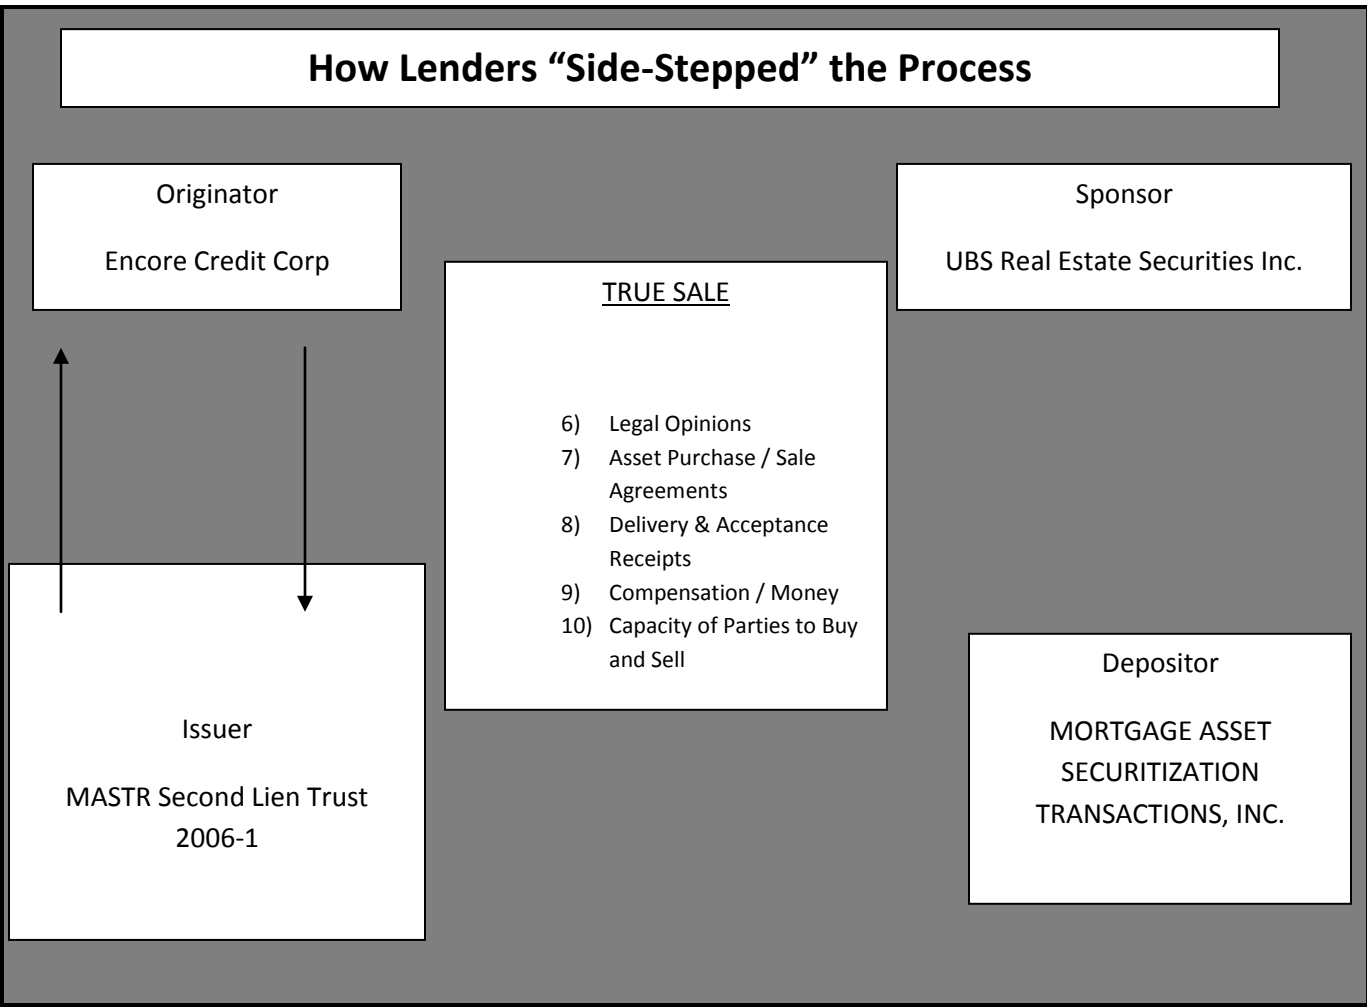 How Lenders “Side-Stepped” the Process
Originator
Encore Credit Corp
Sponsor
UBS Real Estate Securities Inc.
TRUE SALE
6) Legal Opinions
7) Asset Purchase / Sale
Agreements
8) Delivery & Acceptance
Receipts
9) Compensation / Money
10) Capacity of Parties to Buy
and Sell
Issuer
MASTR Second Lien Trust
2006-1
Depositor
MORTGAGE ASSET
SECURITIZATION
TRANSACTIONS, INC.